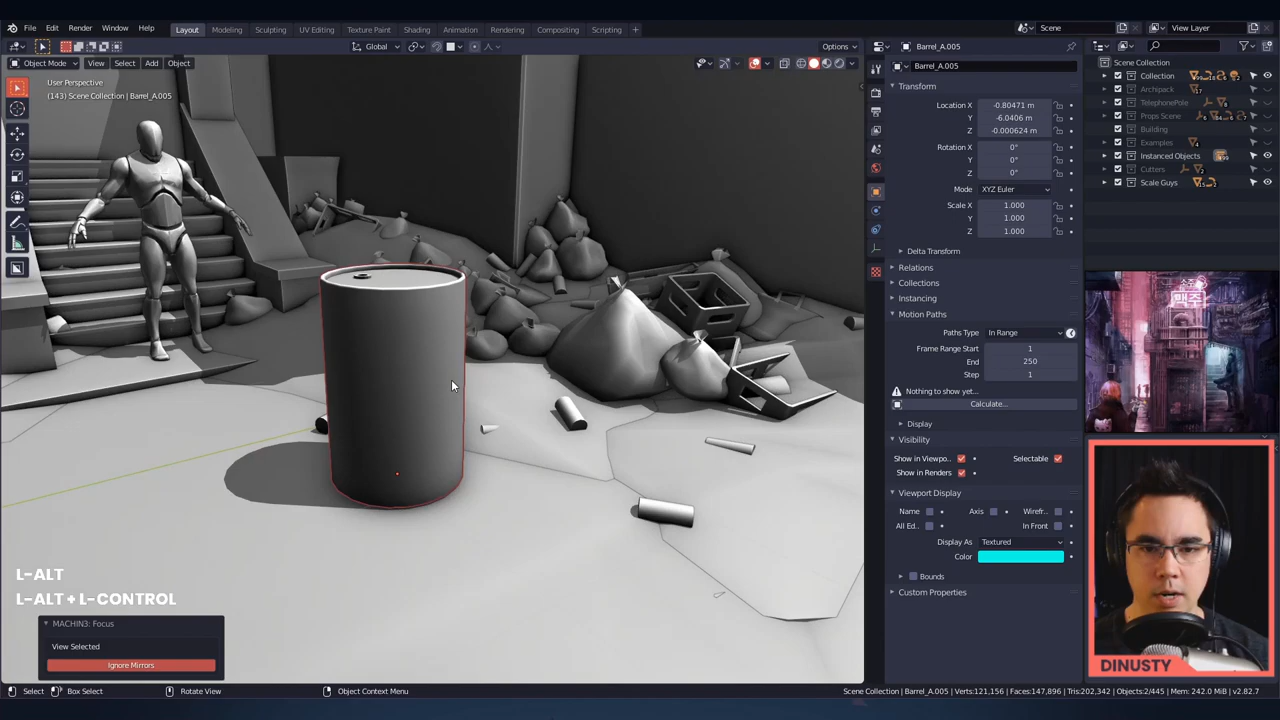 File Edit Render Window Help
Layout Modeling Sculpting UV Editing Texture Paint Shading Animation Rendering Compositing Scripting +
Scene
View Layer
Global
Options
Object Mode View Select Add Object
User Perspective
(143) Scene Collection | Barrel_A.005
L-ALT
L-ALT + L-CONTROL
MACHIN3: Focus
View Selected
Ignore Mirrors
Barrel_A.005
Barrel_A.005
Transform
Location X -0.80471 m
Y -6.0406 m
Z -0.000624 m
Rotation X 0°
Y 0°
Z 0°
Mode XYZ Euler
Scale X 1.000
Y 1.000
Z 1.000
Delta Transform
Relations
Collections
Instancing
Motion Paths
Paths Type In Range
Frame Range Start 1
End 250
Step 1
Nothing to show yet...
Calculate...
Display
Visibility
Show in Viewpo.. Selectable
Show in Renders
Viewport Display
Name Axis Wirefr..
All Ed.. In Front
Display As Textured
Color
Bounds
Custom Properties
Scene Collection
Collection
Archipack
TelephonePole
Props Scene
Building
Examples
Instanced Objects
Cutters
Scale Guys
소주
맥주
DINUSTY
Select Box Select Rotate View Object Context Menu
Scene Collection | Barrel_A.005 | Verts:121,156 | Faces:147,896 | Tris:202,342 | Objects:2/445 | Mem: 242.0 MiB | v2.82.7